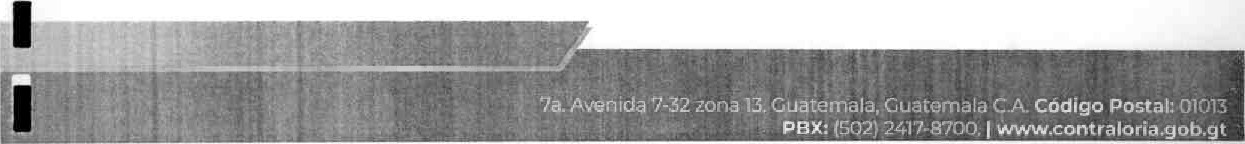 7a. Avenida 7-32 zona 13. Guatemala, Guatemala C.A. Código Postal: 01013
PBX: (502) 2417-8700, | www.contraloria.gob.gt